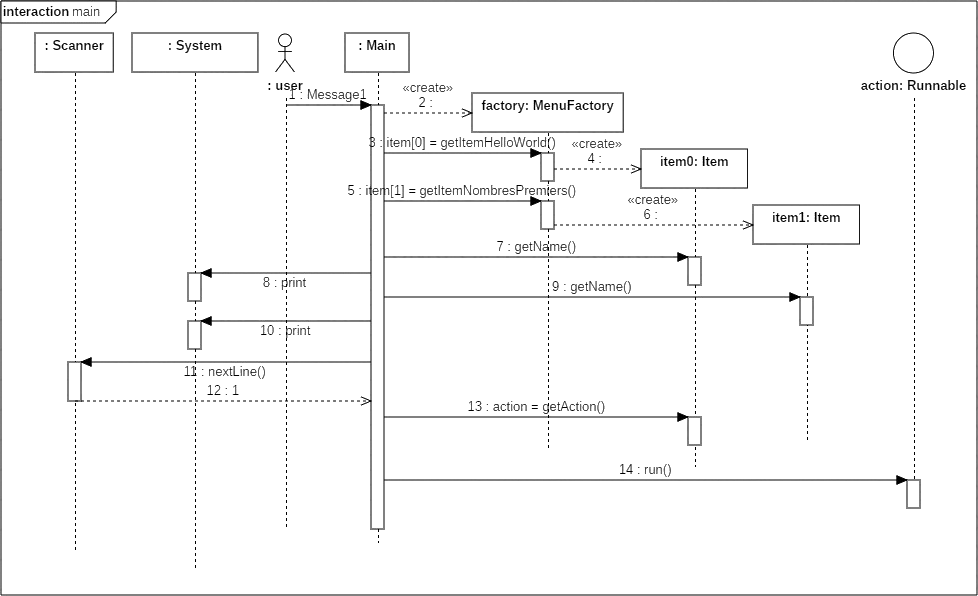 interaction main
: Scanner
: System
: user
: Main
action: Runnable
1 : Message1
«create»
2 :
factory: MenuFactory
3 : item[0] = getItemHelloWorld()
«create»
4 :
item0: Item
5 : item[1] = getItemNombresPremiers()
«create»
6 :
item1: Item
7 : getName()
8 : print
9 : getName()
10 : print
11 : nextLine()
12 : 1
13 : action = getAction()
14 : run()